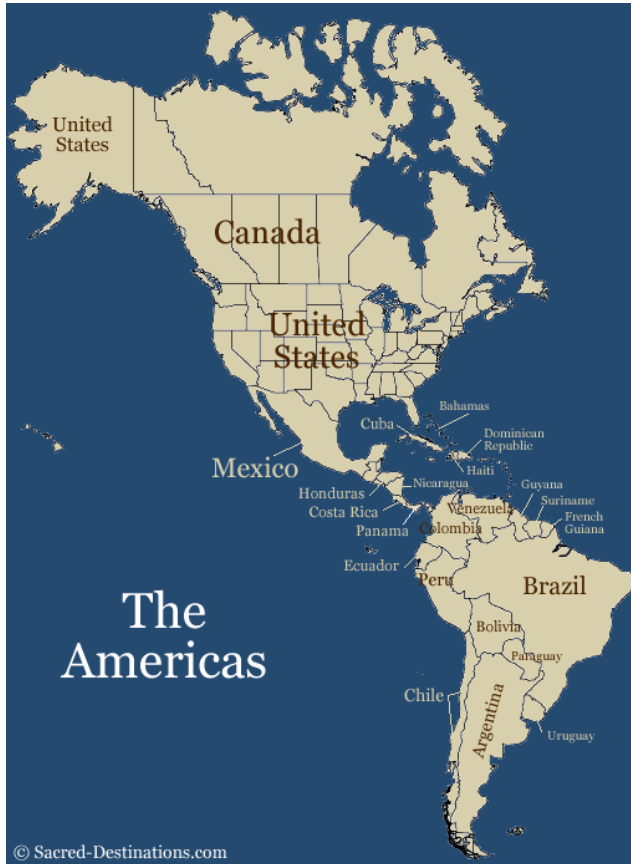 United
States
Canada
United
States
Bahamas
Cuba
Dominican
Republic
Haiti
Mexico
Nicaragua
Honduras
Guyana
Costa Rica
Suriname
Venezuela
French
Guiana
Panama
Colombia
Ecuador
Peru
Brazil
The
Americas
Bolivia
Paraguay
Chile
Argentina
Uruguay
© Sacred-Destinations.com